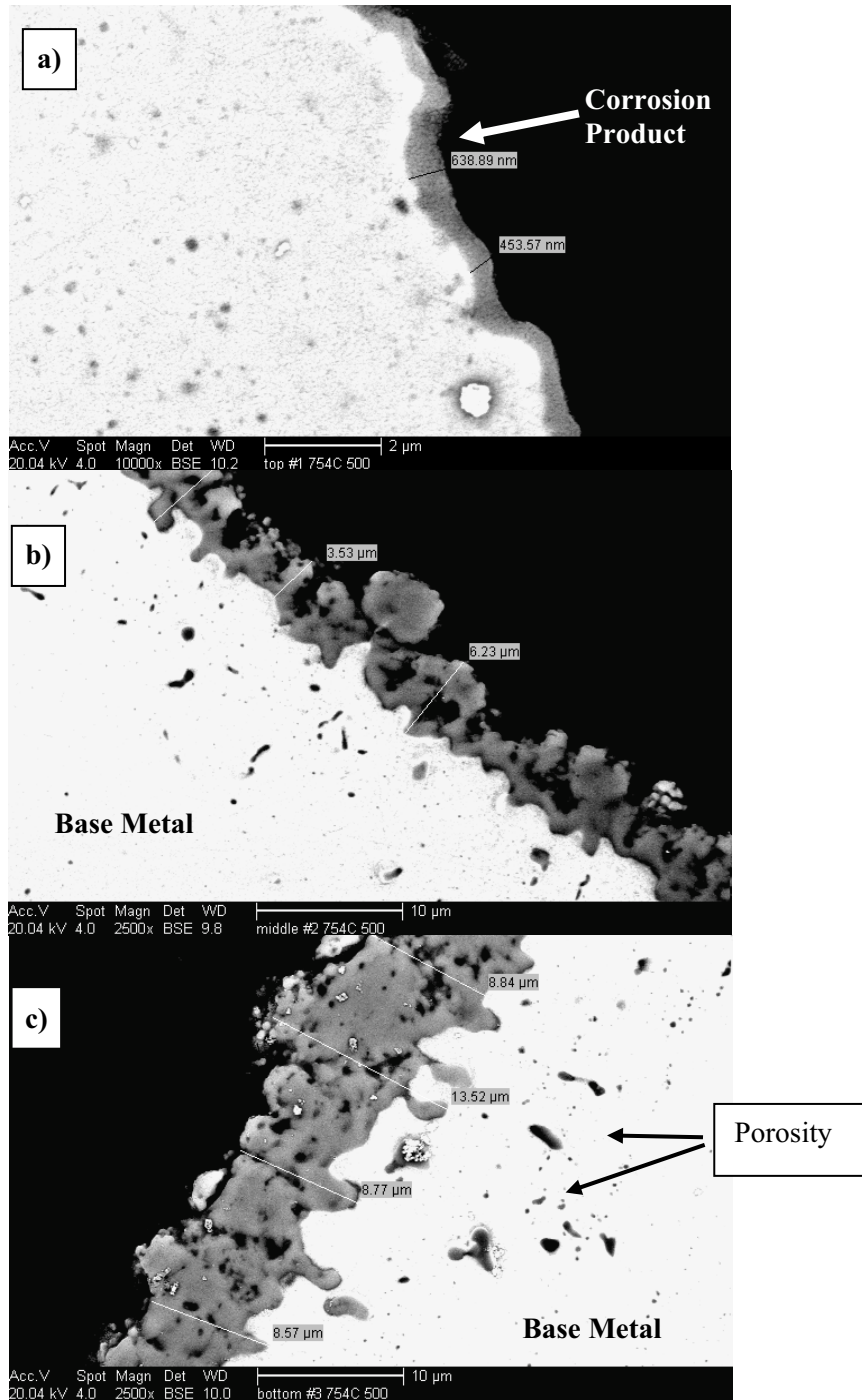 a)
Corrosion
Product
638.89 nm
453.57 nm
Acc.V Spot Magn Det WD 2 µm
20.04 kV 4.0 10000x BSE 10.2 top #1 754C 500
b)
3.53 µm
6.23 µm
Base Metal
Acc.V Spot Magn Det WD 10 µm
20.04 kV 4.0 2500x BSE 9.8 middle #2 754C 500
c)
8.84 µm
13.52 µm
Porosity
8.77 µm
Base Metal
8.57 µm
Acc.V Spot Magn Det WD 10 µm
20.04 kV 4.0 2500x BSE 10.0 bottom #3 754C 500